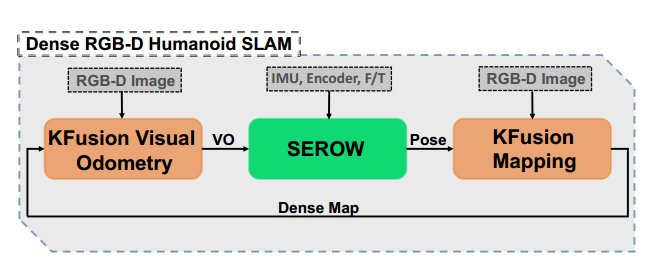 Dense RGB-D Humanoid SLAM
RGB-D Image
IMU, Encoder, F/T
RGB-D Image
KFusion Visual
Odometry
VO
SEROW
Pose
KFusion
Mapping
Dense Map